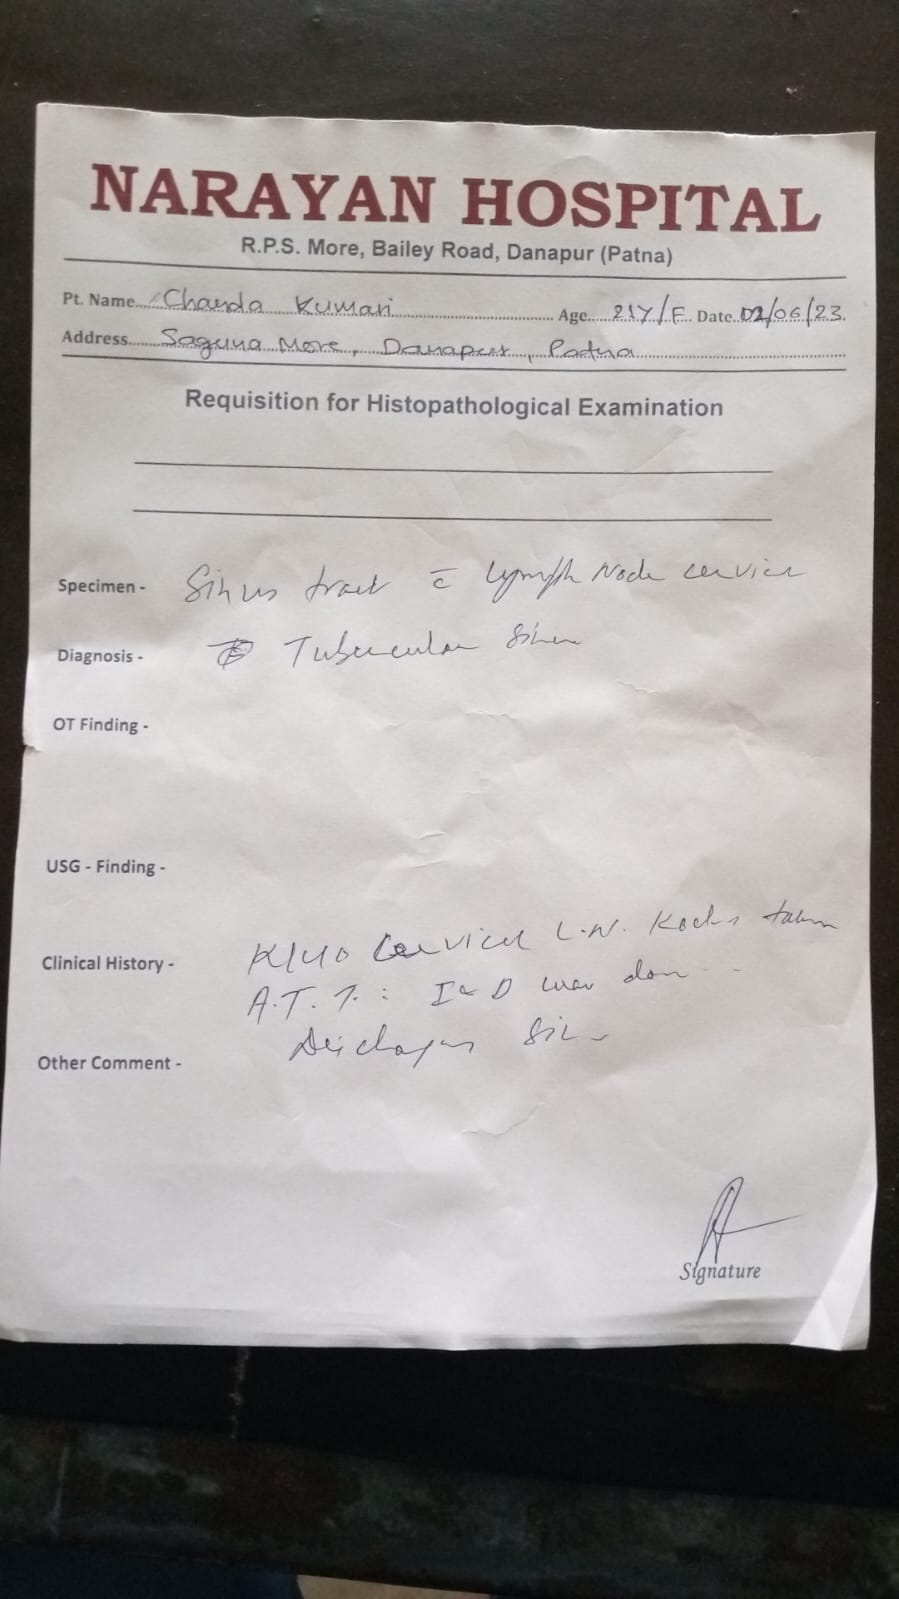 NARAYAN HOSPITAL
R.P.S. More, Bailey Road, Danapur (Patna)
Pt. Name Chanda Kumari Age 21Y/F Date 02/06/23
Address Saguna More, Danapur, Patna
Requisition for Histopathological Examination
Specimen - Sinus tract c̄ lymph Node cervical
Diagnosis - Tubercular Sinus
OT Finding -
USG - Finding -
Clinical History - K/c/o Cervical L.N. Koch's taken
A.T.T. : I & D was done
Discharging Sinus
Other Comment -
Signature